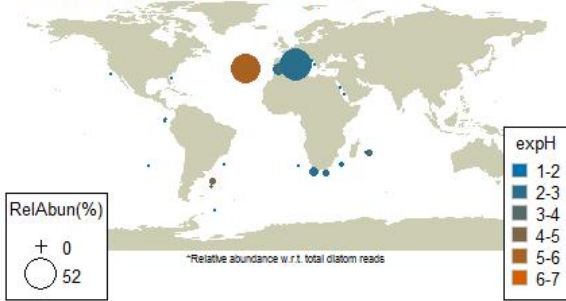 expH
1-2
2-3
3-4
4-5
5-6
6-7
RelAbun(%)
+ 0
52
*Relative abundance w.r.t. total diatom reads